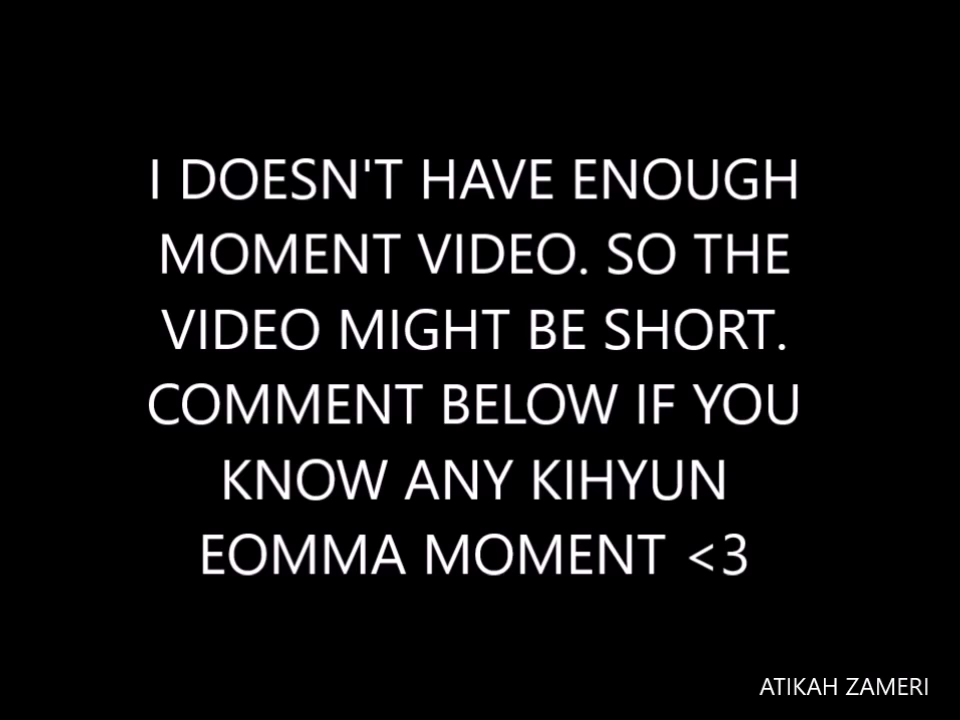 I DOESN'T HAVE ENOUGH
MOMENT VIDEO. SO THE
VIDEO MIGHT BE SHORT.
COMMENT BELOW IF YOU
KNOW ANY KIHYUN
EOMMA MOMENT <3
ATIKAH ZAMERI